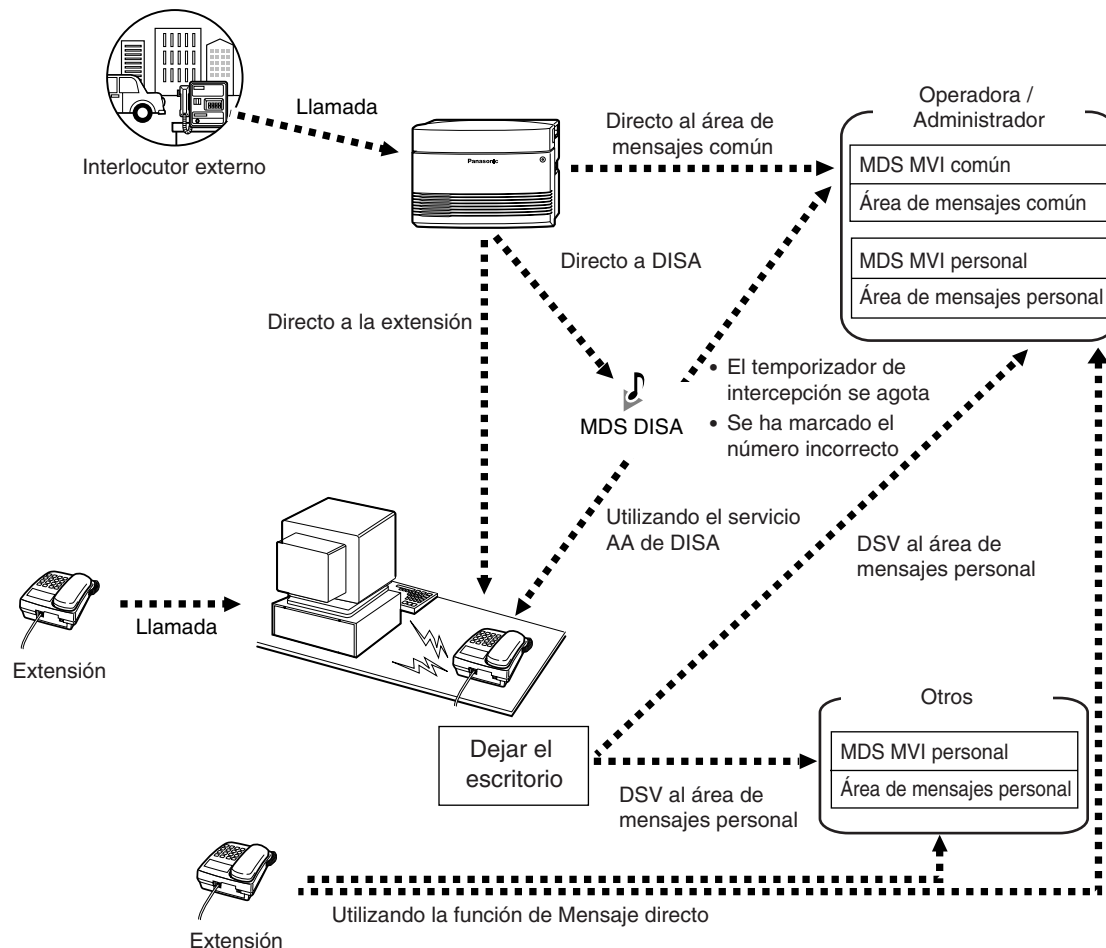 Operadora /
Administrador
Llamada
Directo al área de
mensajes común
Interlocutor externo
Panasonic
MDS MVI común
Área de mensajes común
MDS MVI personal
Área de mensajes personal
Directo a DISA
Directo a la extensión
• El temporizador de
intercepción se agota
• Se ha marcado el
número incorrecto
MDS DISA
Utilizando el servicio
AA de DISA
DSV al área de
mensajes personal
Llamada
Extensión
Otros
Dejar el
escritorio
MDS MVI personal
Área de mensajes personal
DSV al área de
mensajes personal
Utilizando la función de Mensaje directo
Extensión